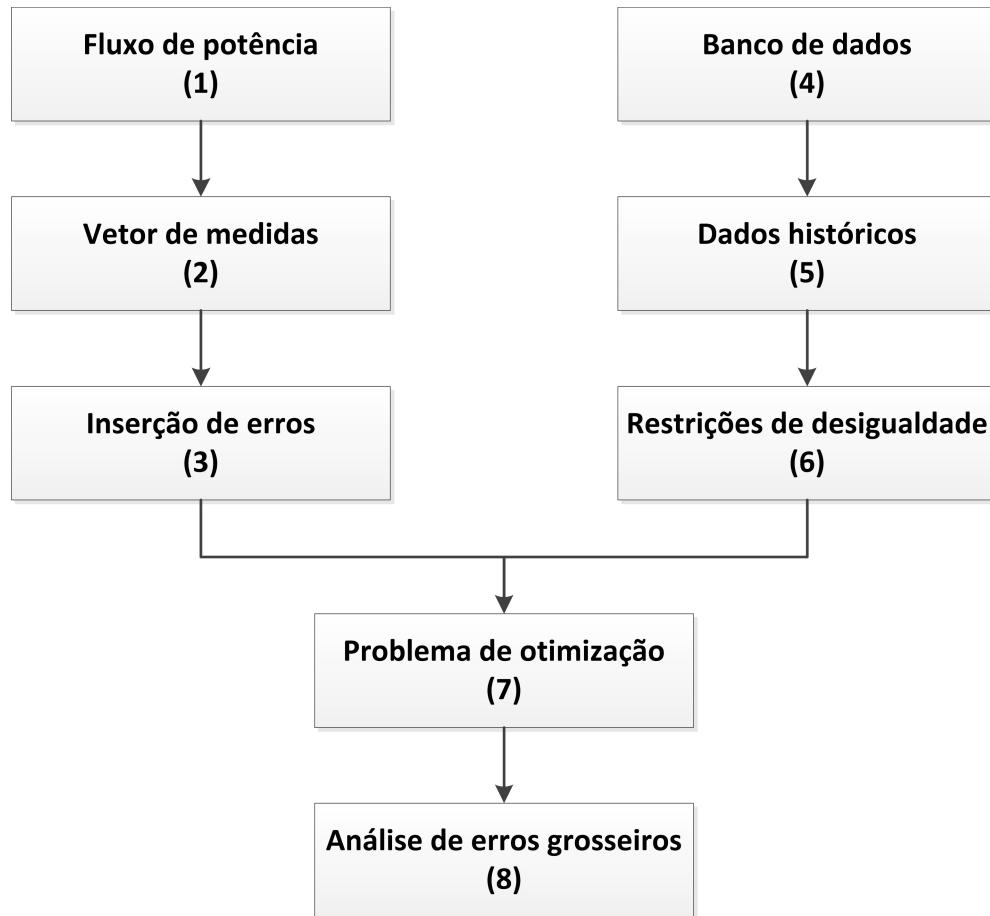 Fluxo de potência
(1)
Banco de dados
(4)
Vetor de medidas
(2)
Dados históricos
(5)
Inserção de erros
(3)
Restrições de desigualdade
(6)
Problema de otimização
(7)
Análise de erros grosseiros
(8)